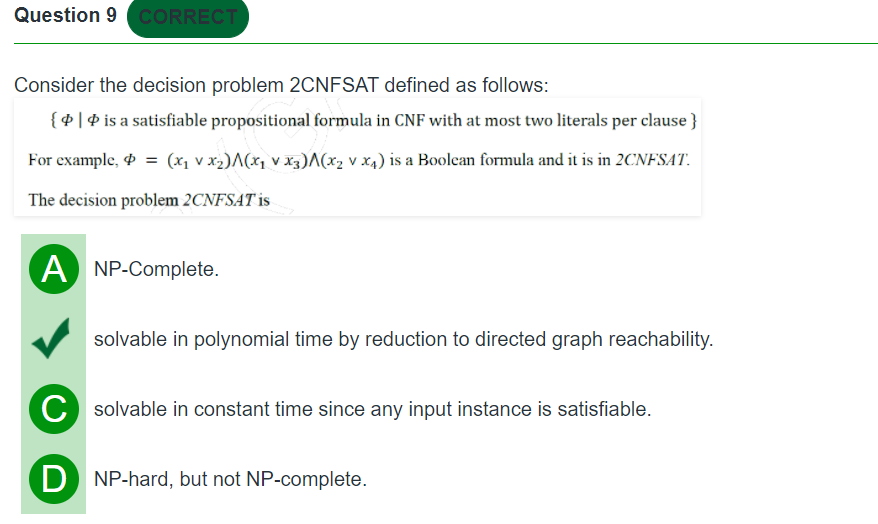 Question 9 CORRECT
Consider the decision problem 2CNFSAT defined as follows:
{ Φ | Φ is a satisfiable propositional formula in CNF with at most two literals per clause }
For example, Φ = (x₁ ∨ x₂)Λ(x₁ ∨ x₃)Λ(x₂ ∨ x₄) is a Boolean formula and it is in 2CNFSAT.
The decision problem 2CNFSAT is
A NP-Complete.
solvable in polynomial time by reduction to directed graph reachability.
C solvable in constant time since any input instance is satisfiable.
D NP-hard, but not NP-complete.